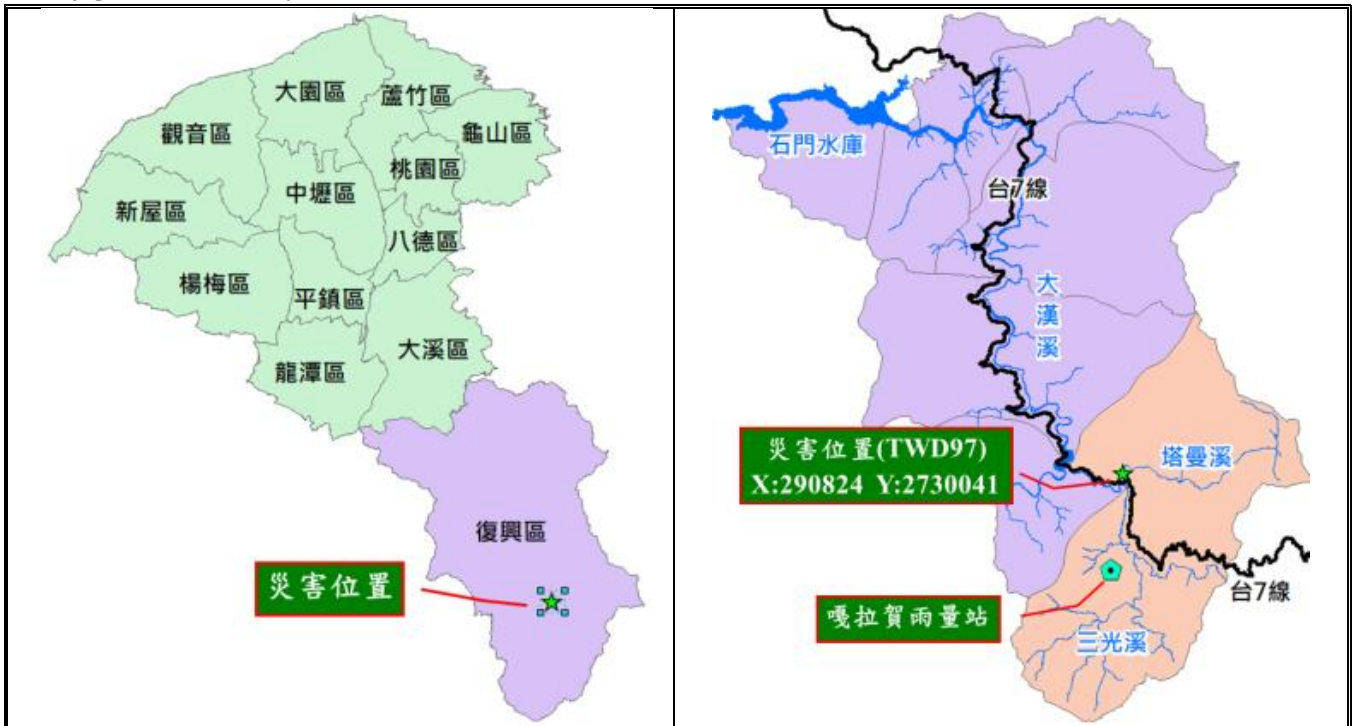 大園區
蘆竹區
觀音區
龜山區
桃園區
中壢區
新屋區
八德區
楊梅區
平鎮區
大溪區
龍潭區
復興區
災害位置
石門水庫
台7線
大漢溪
災害位置(TWD97)
X:290824 Y:2730041
塔曼溪
台7線
嘎拉賀雨量站
三光溪